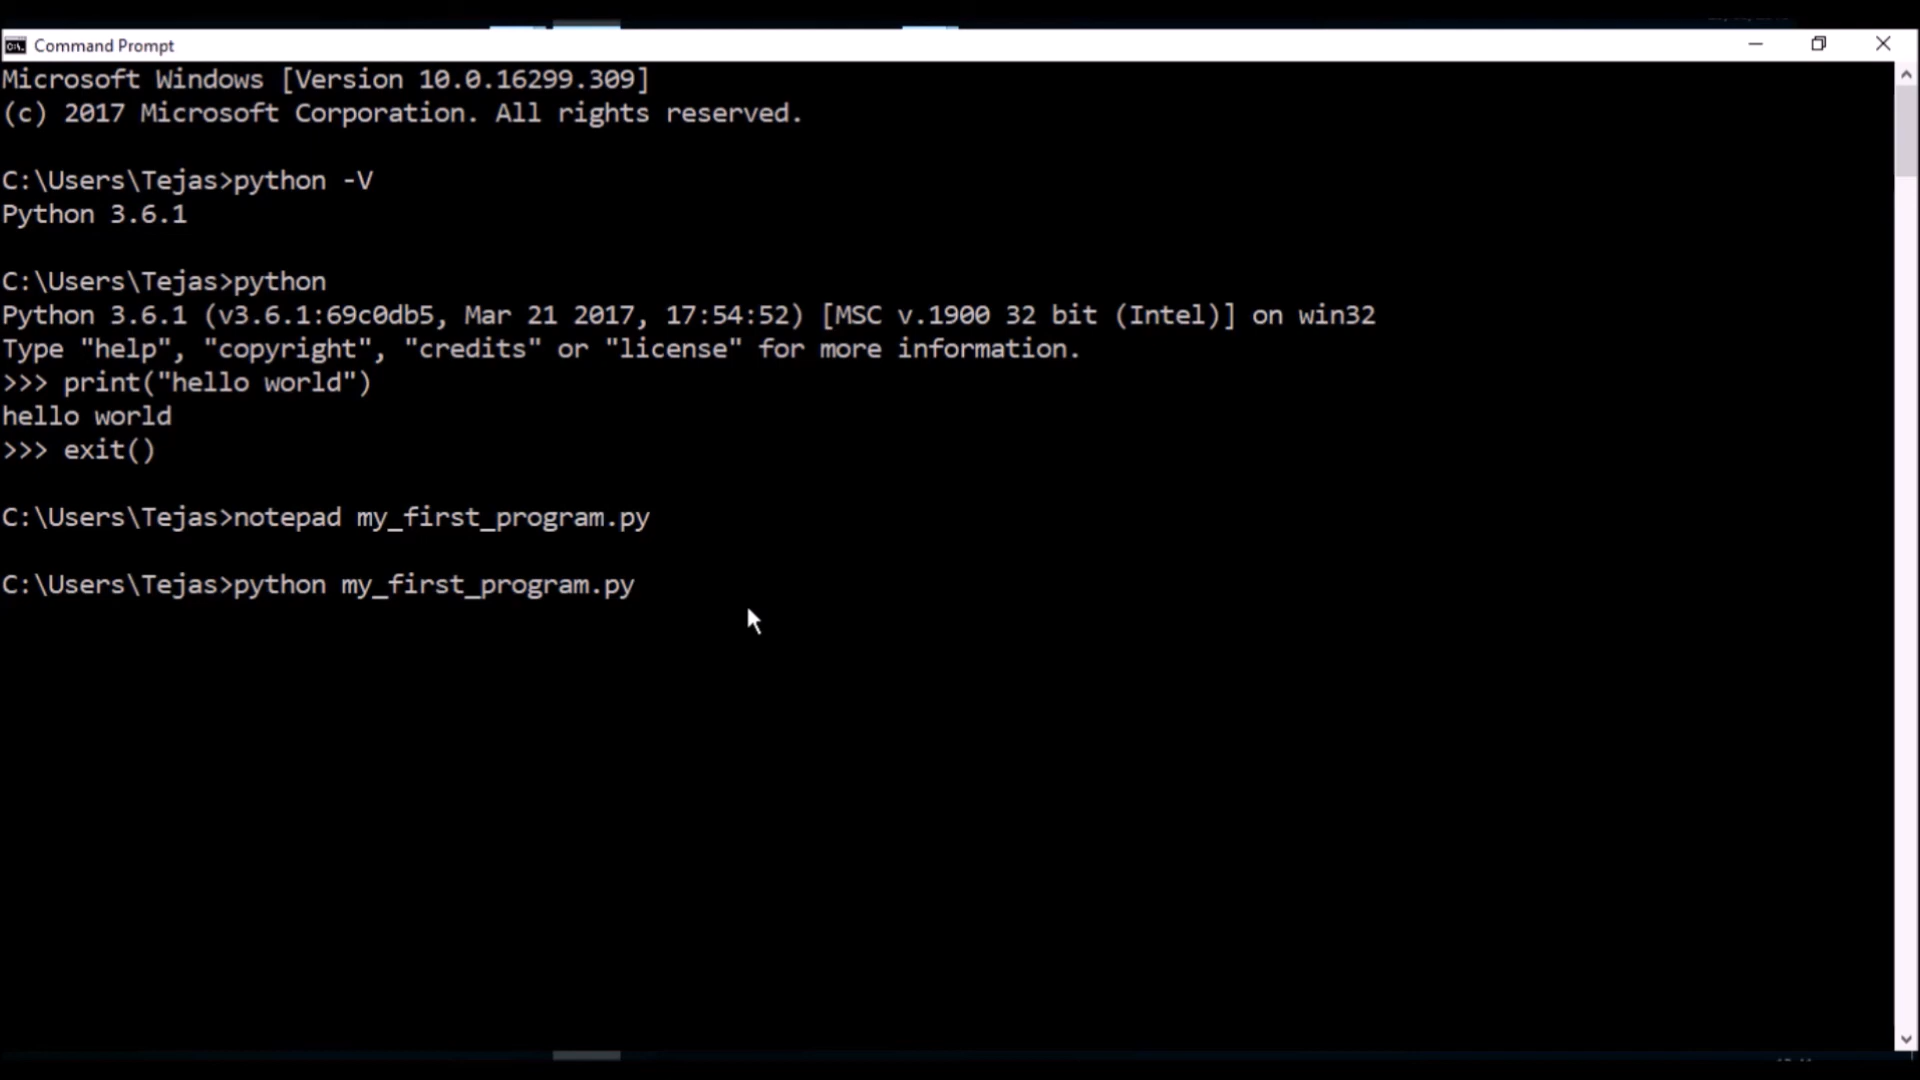 Command Prompt
Microsoft Windows [Version 10.0.16299.309]
(c) 2017 Microsoft Corporation. All rights reserved.
C:\Users\Tejas>python -V
Python 3.6.1
C:\Users\Tejas>python
Python 3.6.1 (v3.6.1:69c0db5, Mar 21 2017, 17:54:52) [MSC v.1900 32 bit (Intel)] on win32
Type "help", "copyright", "credits" or "license" for more information.
>>> print("hello world")
hello world
>>> exit()
C:\Users\Tejas>notepad my_first_program.py
C:\Users\Tejas>python my_first_program.py